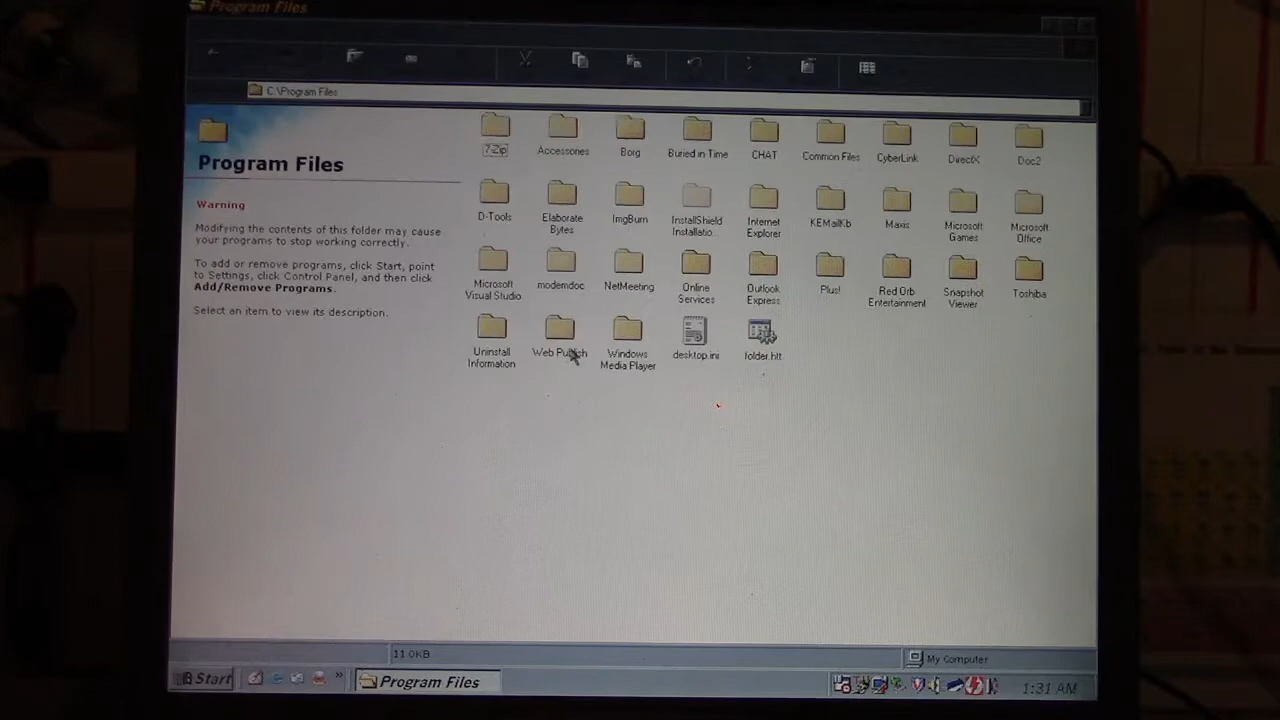 Program Files
C:\Program Files
Program Files
Warning
Modifying the contents of this folder may cause
your programs to stop working correctly.
To add or remove programs, click Start, point
to Settings, click Control Panel, and then click
Add/Remove Programs.
Select an item to view its description.
7-Zip
Accessories
Borg
Buried in Time
CHAT
Common Files
CyberLink
DirectX
Doc2
D-Tools
Elaborate
Bytes
ImgBurn
InstallShield
Installatio...
Internet
Explorer
KEMailKb
Maxis
Microsoft
Games
Microsoft
Office
Microsoft
Visual Studio
modemdoc
NetMeeting
Online
Services
Outlook
Express
Plus!
Red Orb
Entertainment
Snapshot
Viewer
Toshiba
Uninstall
Information
Web Publish
Windows
Media Player
desktop.ini
folder.htt
11.0KB
My Computer
Start
»
Program Files
1:31 AM